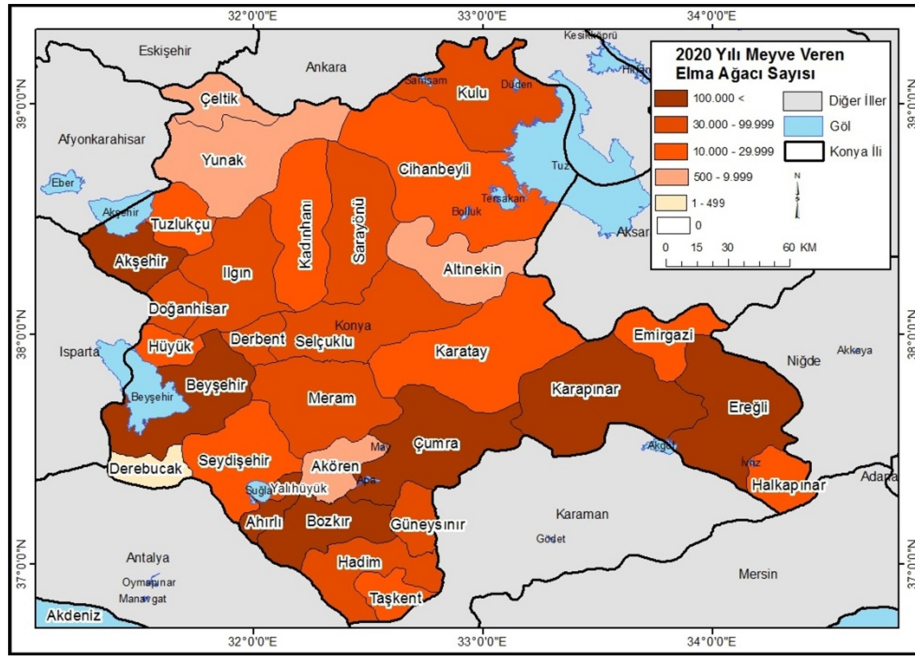 32°0'0"E
33°0'0"E
34°0'0"E
39°0'0"N
38°0'0"N
37°0'0"N
39°0'0"N
38°0'0"N
37°0'0"N
32°0'0"E
33°0'0"E
34°0'0"E
2020 Yılı Meyve Veren
Elma Ağacı Sayısı
100.000 <
30.000 - 99.999
10.000 - 29.999
500 - 9.999
1 - 499
0
Diğer İller
Göl
Konya İli
N
0
15
30
60 KM
Eskişehir
Ankara
Kesikköprü
Samsam
Düden
Kulu
Çeltik
Afyonkarahisar
Yunak
Cihanbeyli
Tuz
Eber
Akşehir
Tersakan
Bolluk
Tuzlukçu
Kadınhanı
Sarayönü
Aksar
Akşehir
Ilgın
Altınekin
Doğanhisar
Konya
Derbent
Selçuklu
Hüyük
Isparta
Karatay
Emirgazi
Niğde
Akkaya
Beyşehir
Beyşehir
Meram
Karapınar
Ereğli
Çumra
May
Akgöl
Derebucak
Seydişehir
Akören
İvriz
Halkapınar
Adana
Suğla
Yalıhüyük
Apa
Ahırlı
Bozkır
Güneysınır
Karaman
Gödet
Antalya
Hadim
Mersin
Oymapınar
Manavgat
Taşkent
Akdeniz